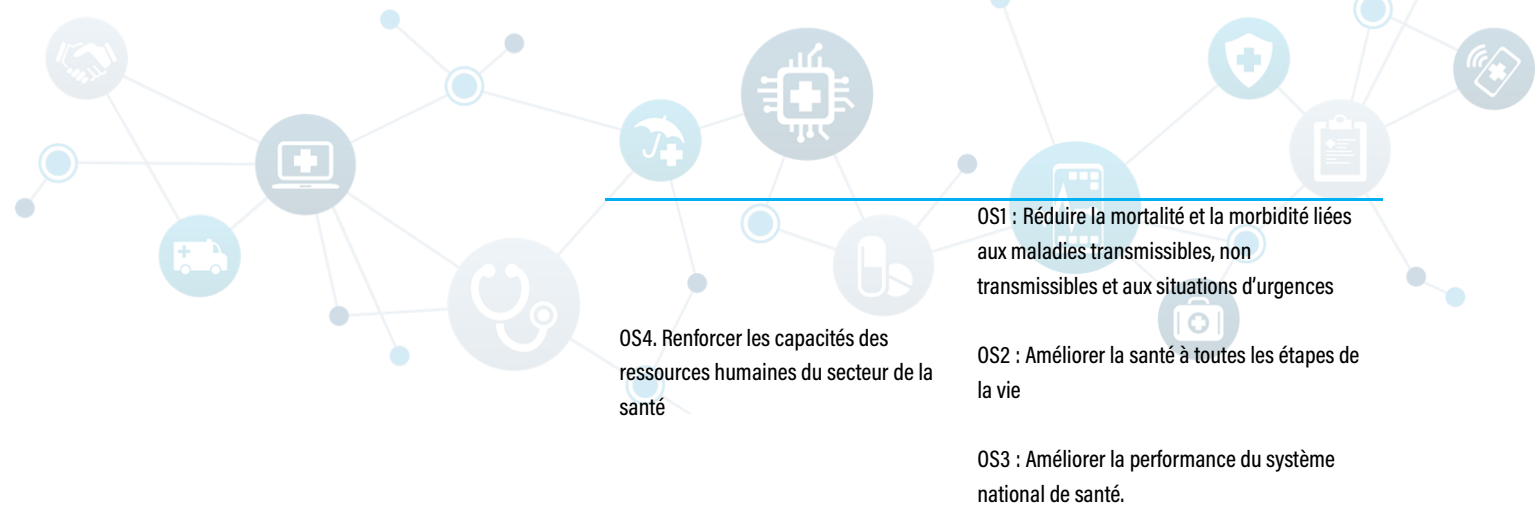 OS4. Renforcer les capacités des
ressources humaines du secteur de la
santé
OS1 : Réduire la mortalité et la morbidité liées
aux maladies transmissibles, non
transmissibles et aux situations d’urgences
OS2 : Améliorer la santé à toutes les étapes de
la vie
OS3 : Améliorer la performance du système
national de santé.